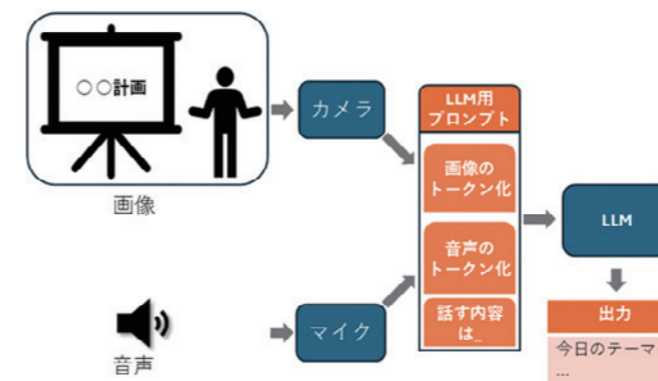 ○○計画
画像
カメラ
LLM用
プロンプト
画像の
トークン化
音声の
トークン化
話す内容
は_
LLM
出力
今日のテーマ
...
音声
マイク